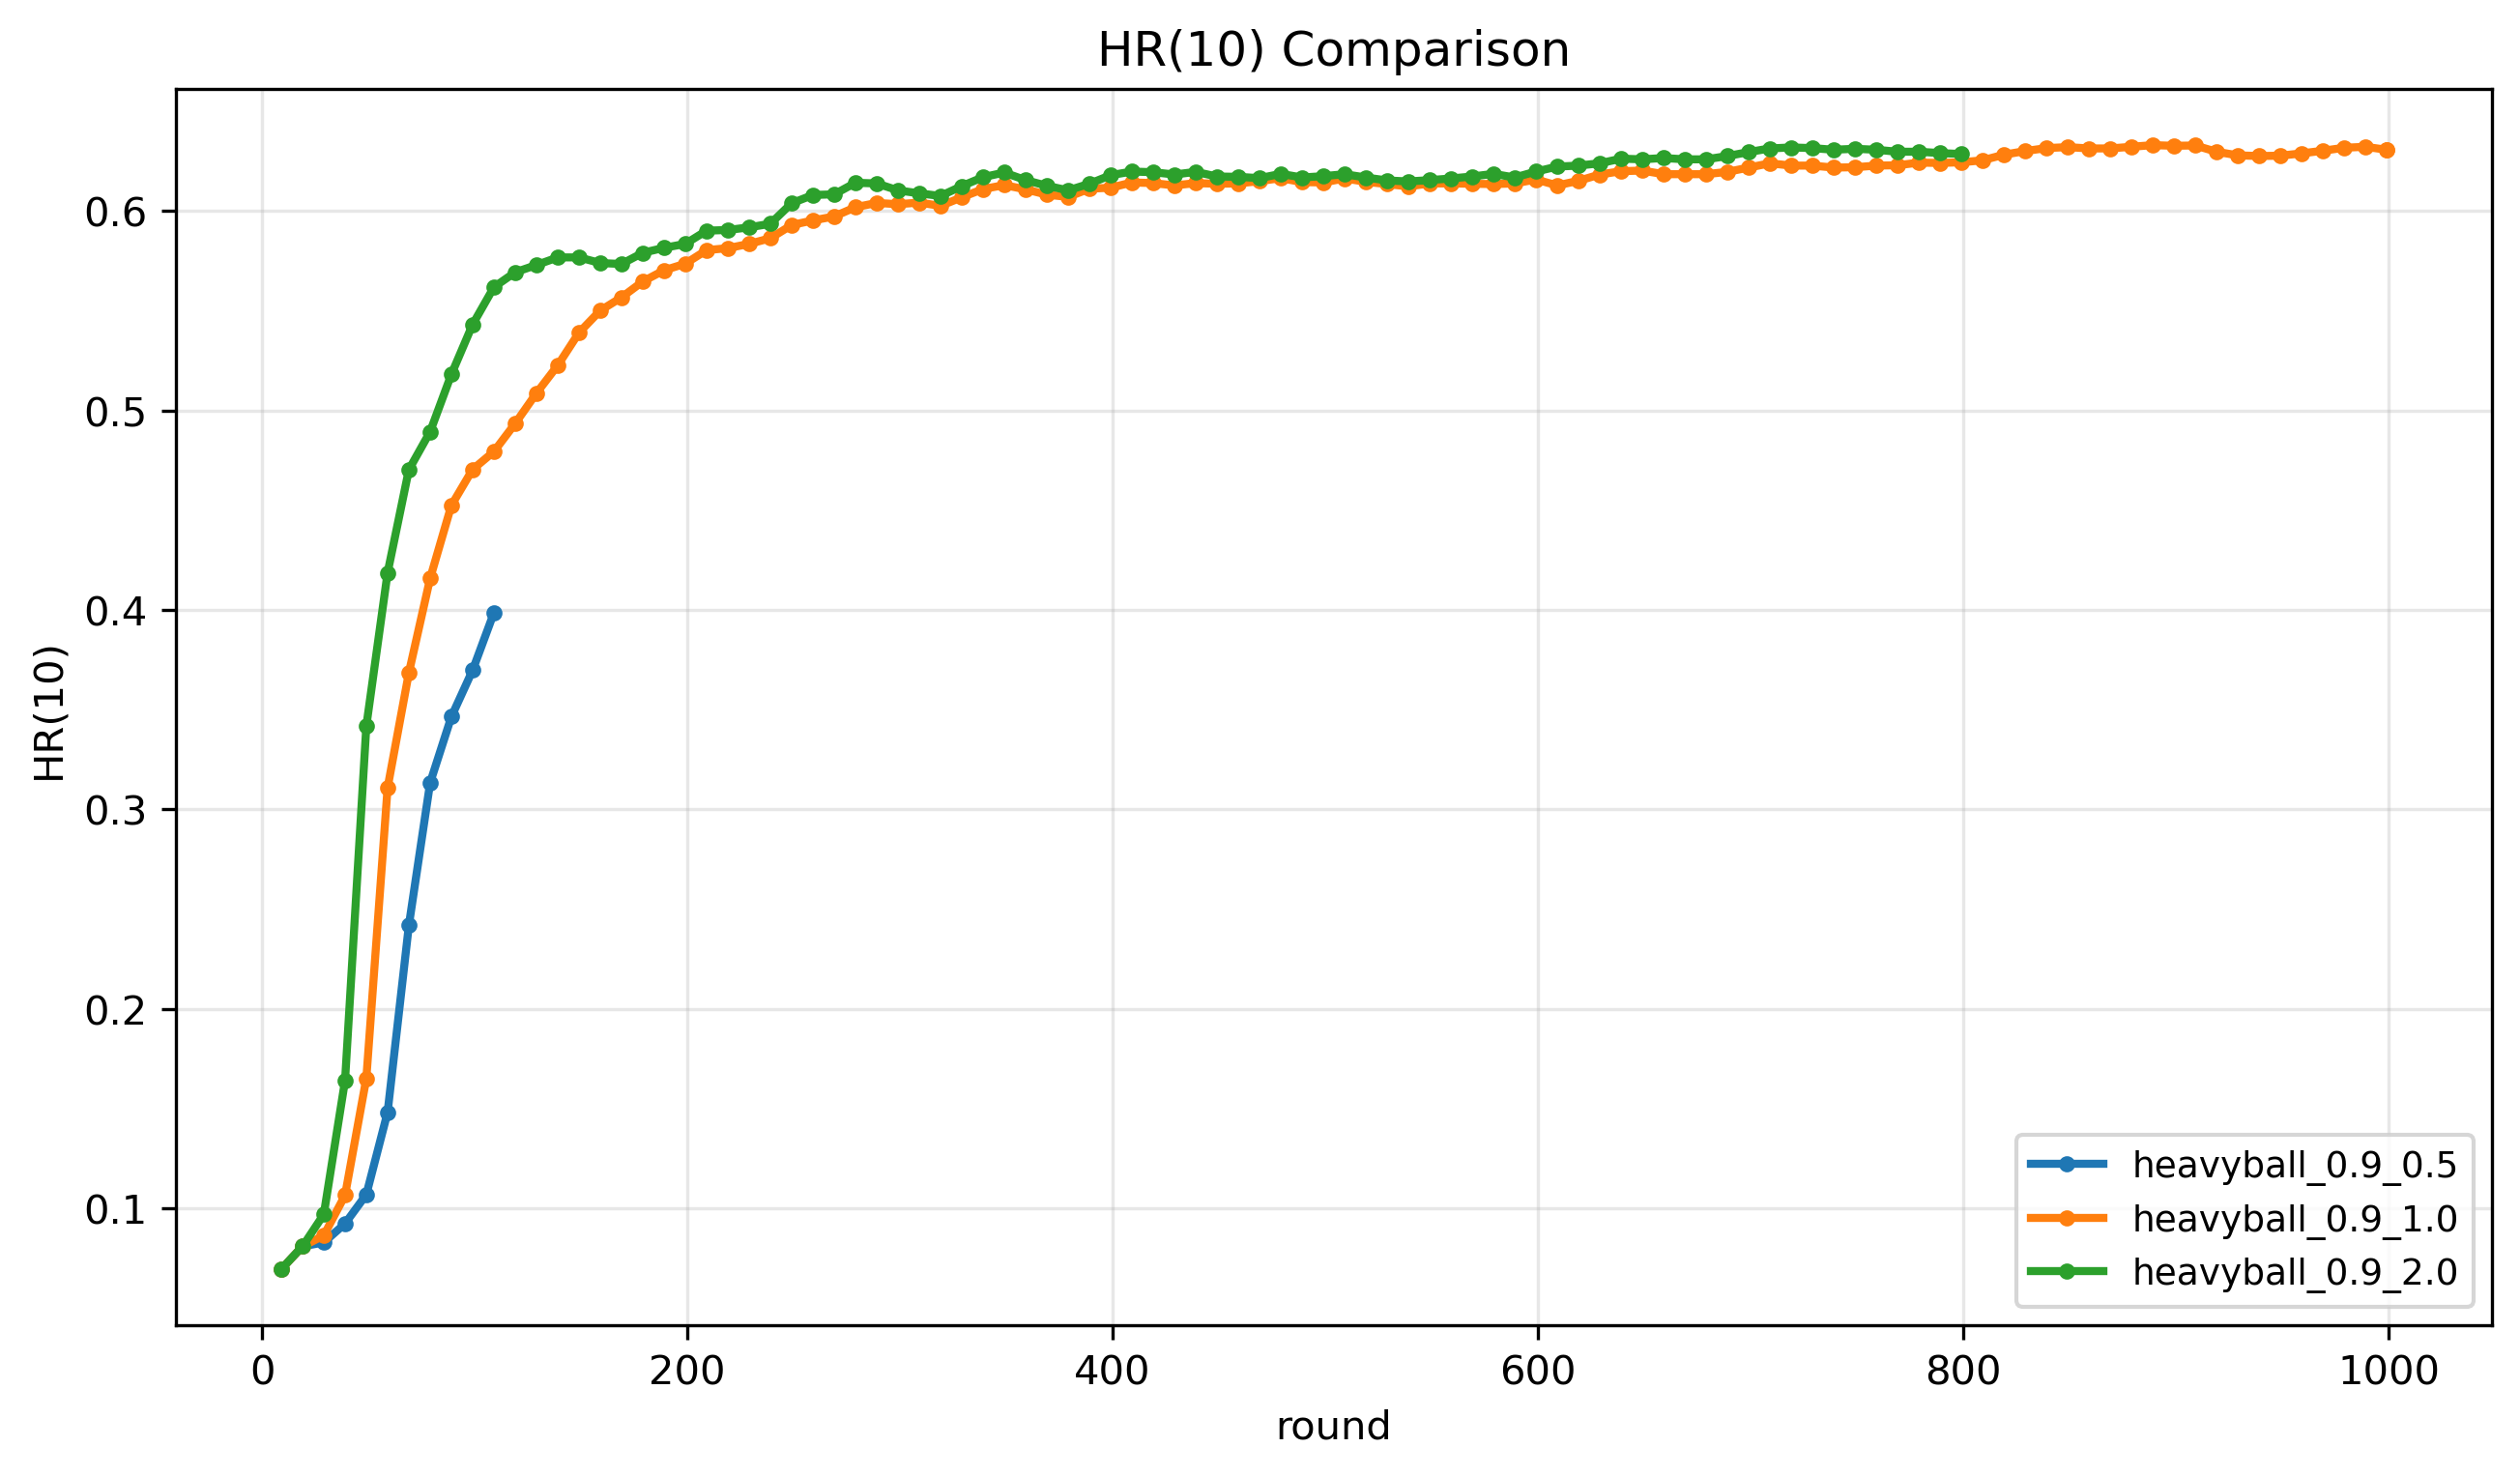 HR(10) Comparison
HR(10)
0.6
0.5
0.4
0.3
0.2
0.1
0 200 400 600 800 1000
round
heavyball_0.9_0.5
heavyball_0.9_1.0
heavyball_0.9_2.0